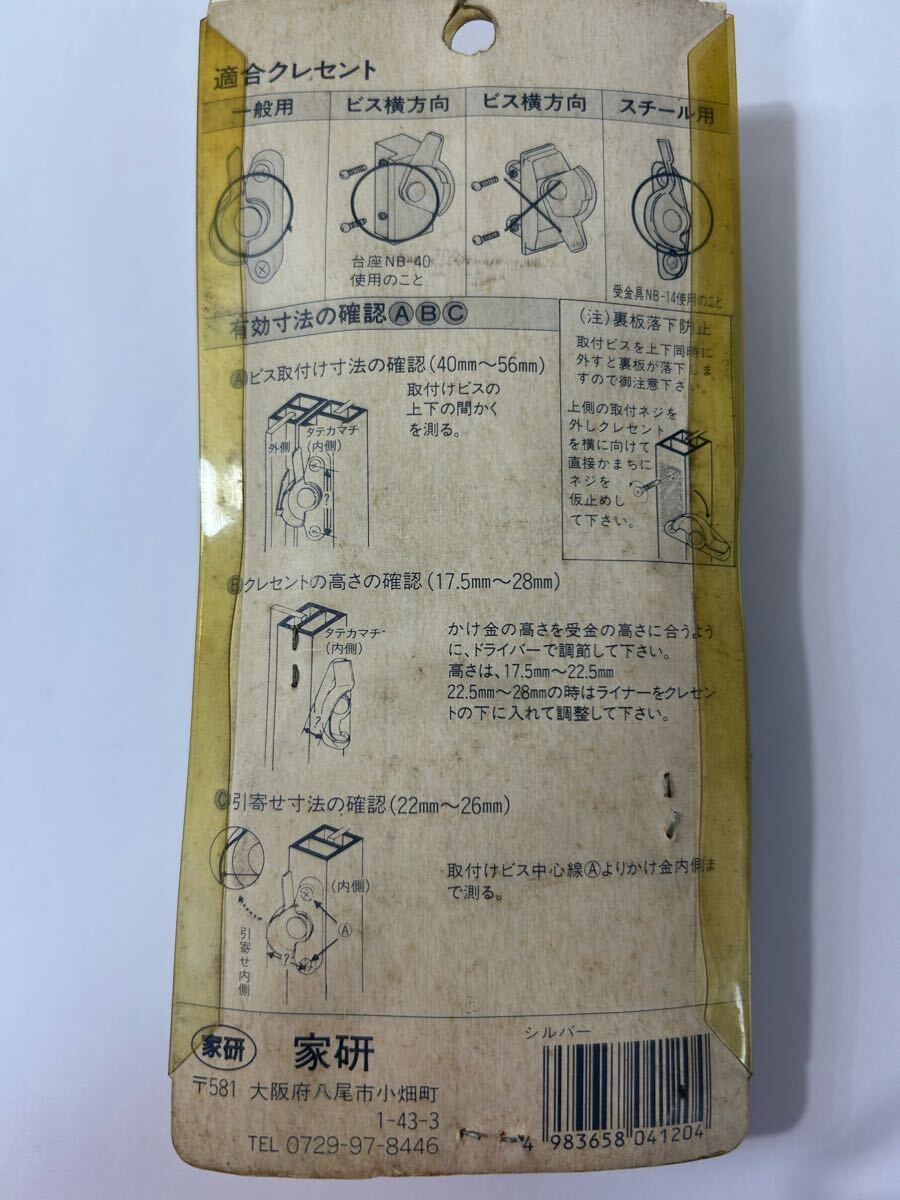 適合クレセント
一般用
ビス横方向
ビス横方向
スチール用
台座NB-40
使用のこと
受金具NB-14使用のこと
有効寸法の確認ⒶⒷⒸ
Ⓐビス取付け寸法の確認(40mm〜56mm)
取付けビスの
上下の間かく
を測る。
外側
タテカマチ
(内側)
?
(注)裏板落下防止
取付ビスを上下同時に
外すと裏板が落下しま
すので御注意下さい。
上側の取付ネジを
外しクレセント
を横に向けて
直接かまちに
ネジを
仮止めし
て下さい。
Ⓑクレセントの高さの確認(17.5mm〜28mm)
タテカマチ
(内側)
?
かけ金の高さを受金の高さに合うよう
に、ドライバーで調節して下さい。
高さは、17.5mm〜22.5mm
22.5mm〜28mmの時はライナーをクレセン
トの下に入れて調整して下さい。
Ⓒ引寄せ寸法の確認(22mm〜26mm)
(内側)
Ⓐ
?
引寄せ内側
取付けビス中心線Ⓐよりかけ金内側ま
で測る。
家研
家研
〒581 大阪府八尾市小畑町
1-43-3
TEL 0729-97-8446
シルバー
4 983658 041204